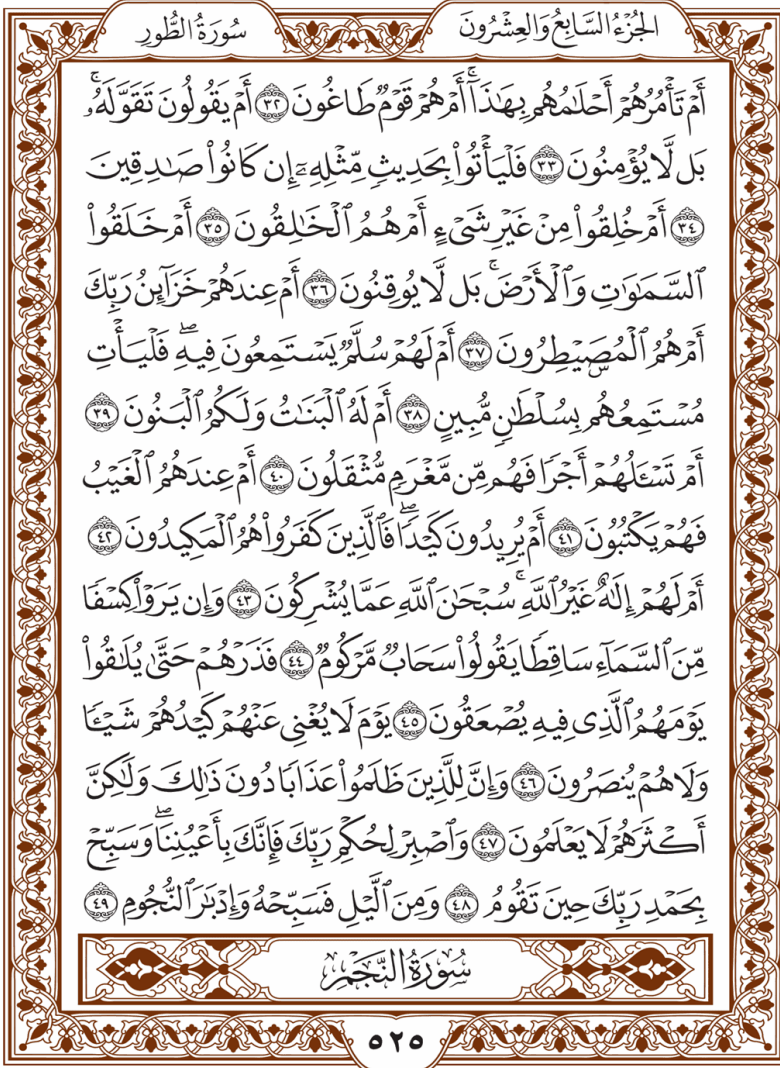 الجُزْءُ السَّابِعُ وَالعِشْرُونَ
سُورَةُ الطُّورِ
أَمْ تَأْمُرُهُمْ أَحْلَٰمُهُم بِهَٰذَآۚ أَمْ هُمْ قَوْمٌ طَاغُونَ ٣٢ أَمْ يَقُولُونَ تَقَوَّلَهُۥۚ
بَل لَّا يُؤْمِنُونَ ٣٣ فَلْيَأْتُوا۟ بِحَدِيثٍ مِّثْلِهِۦٓ إِن كَانُوا۟ صَٰدِقِينَ
٣٤ أَمْ خُلِقُوا۟ مِنْ غَيْرِ شَىْءٍ أَمْ هُمُ ٱلْخَٰلِقُونَ ٣٥ أَمْ خَلَقُوا۟
ٱلسَّمَٰوَٰتِ وَٱلْأَرْضَۚ بَل لَّا يُوقِنُونَ ٣٦ أَمْ عِندَهُمْ خَزَآئِنُ رَبِّكَ
أَمْ هُمُ ٱلْمُصَۣيْطِرُونَ ٣٧ أَمْ لَهُمْ سُلَّمٌ يَسْتَمِعُونَ فِيهِۖ فَلْيَأْتِ
مُسْتَمِعُهُم بِسُلْطَٰنٍ مُّبِينٍ ٣٨ أَمْ لَهُ ٱلْبَنَٰتُ وَلَكُمُ ٱلْبَنُونَ ٣٩
أَمْ تَسْـَٔلُهُمْ أَجْرًا فَهُم مِّن مَّغْرَمٍ مُّثْقَلُونَ ٤٠ أَمْ عِندَهُمُ ٱلْغَيْبُ
فَهُمْ يَكْتُبُونَ ٤١ أَمْ يُرِيدُونَ كَيْدًاۖ فَٱلَّذِينَ كَفَرُوا۟ هُمُ ٱلْمَكِيدُونَ ٤٢
أَمْ لَهُمْ إِلَٰهٌ غَيْرُ ٱللَّهِۚ سُبْحَٰنَ ٱللَّهِ عَمَّا يُشْرِكُونَ ٤٣ وَإِن يَرَوْا۟ كِسْفًا
مِّنَ ٱلسَّمَآءِ سَاقِطًا يَقُولُوا۟ سَحَابٌ مَّرْكُومٌ ٤٤ فَذَرْهُمْ حَتَّىٰ يُلَٰقُوا۟
يَوْمَهُمُ ٱلَّذِى فِيهِ يُصْعَقُونَ ٤٥ يَوْمَ لَا يُغْنِى عَنْهُمْ كَيْدُهُمْ شَيْـًٔا
وَلَا هُمْ يُنصَرُونَ ٤٦ وَإِنَّ لِلَّذِينَ ظَلَمُوا۟ عَذَابًا دُونَ ذَٰلِكَ وَلَٰكِنَّ
أَكْثَرَهُمْ لَا يَعْلَمُونَ ٤٧ وَٱصْبِرْ لِحُكْمِ رَبِّكَ فَإِنَّكَ بِأَعْيُنِنَاۖ وَسَبِّحْ
بِحَمْدِ رَبِّكَ حِينَ تَقُومُ ٤٨ وَمِنَ ٱلَّيْلِ فَسَبِّحْهُ وَإِدْبَٰرَ ٱلنُّجُومِ ٤٩
سُورَةُ النَّجْمِ
٥٢٥